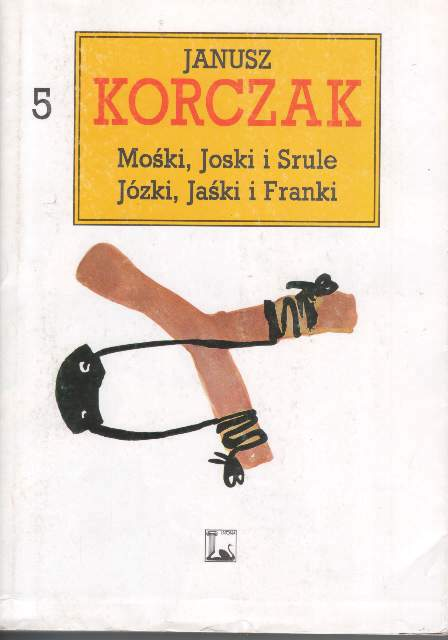 JANUSZ
5
KORCZAK
Mośki, Joski i Srule
Józki, Jaśki i Franki